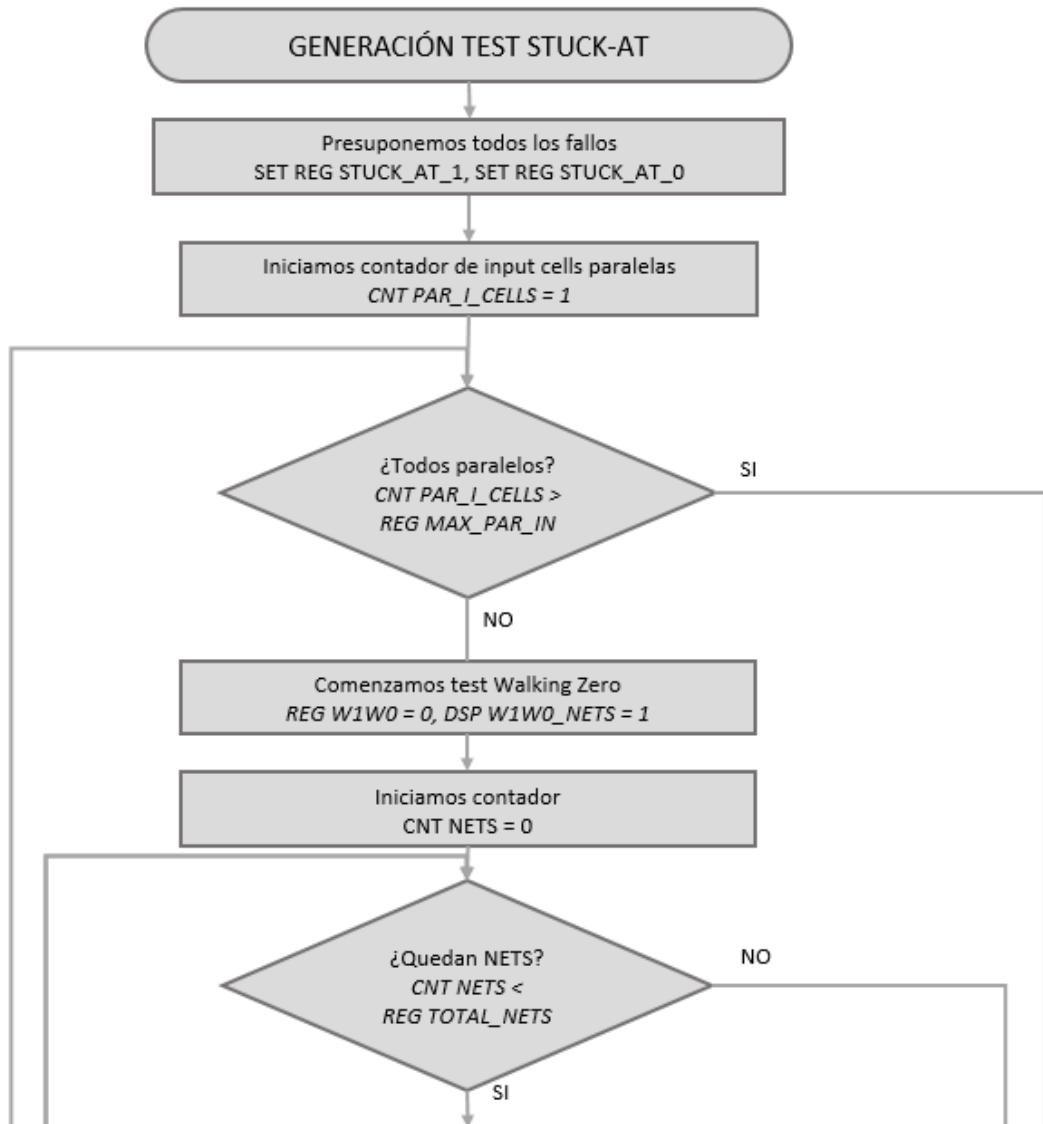 GENERACIÓN TEST STUCK-AT
Presuponemos todos los fallos
SET REG STUCK_AT_1, SET REG STUCK_AT_0
Iniciamos contador de input cells paralelas
CNT PAR_I_CELLS = 1
¿Todos paralelos?
CNT PAR_I_CELLS >
REG MAX_PAR_IN
SI
NO
Comenzamos test Walking Zero
REG W1W0 = 0, DSP W1W0_NETS = 1
Iniciamos contador
CNT NETS = 0
¿Quedan NETS?
CNT NETS <
REG TOTAL_NETS
NO
SI